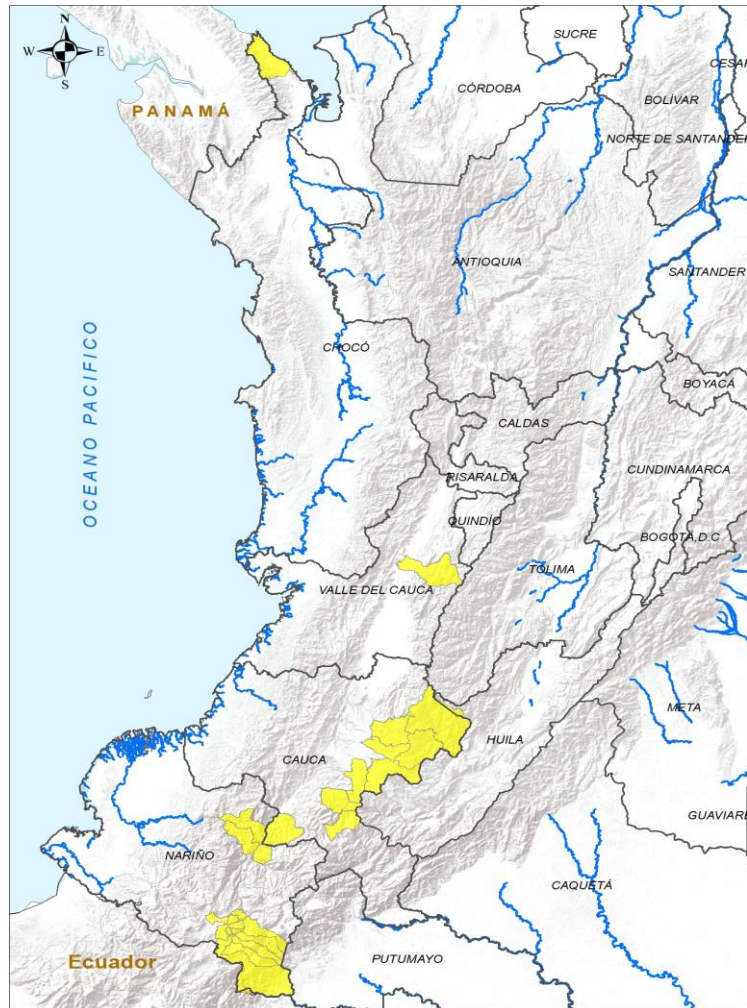 N
W E
S
SUCRE
CESAR
CÓRDOBA
BOLÍVAR
PANAMÁ
NORTE DE SANTANDER
ANTIOQUIA
SANTANDER
OCEANO PACIFICO
CHOCÓ
BOYACÁ
CALDAS
CUNDINAMARCA
RISARALDA
QUINDÍO
BOGOTÁ,D.C
TOLIMA
VALLE DEL CAUCA
META
HUILA
CAUCA
GUAVIARE
NARIÑO
CAQUETÁ
Ecuador
PUTUMAYO